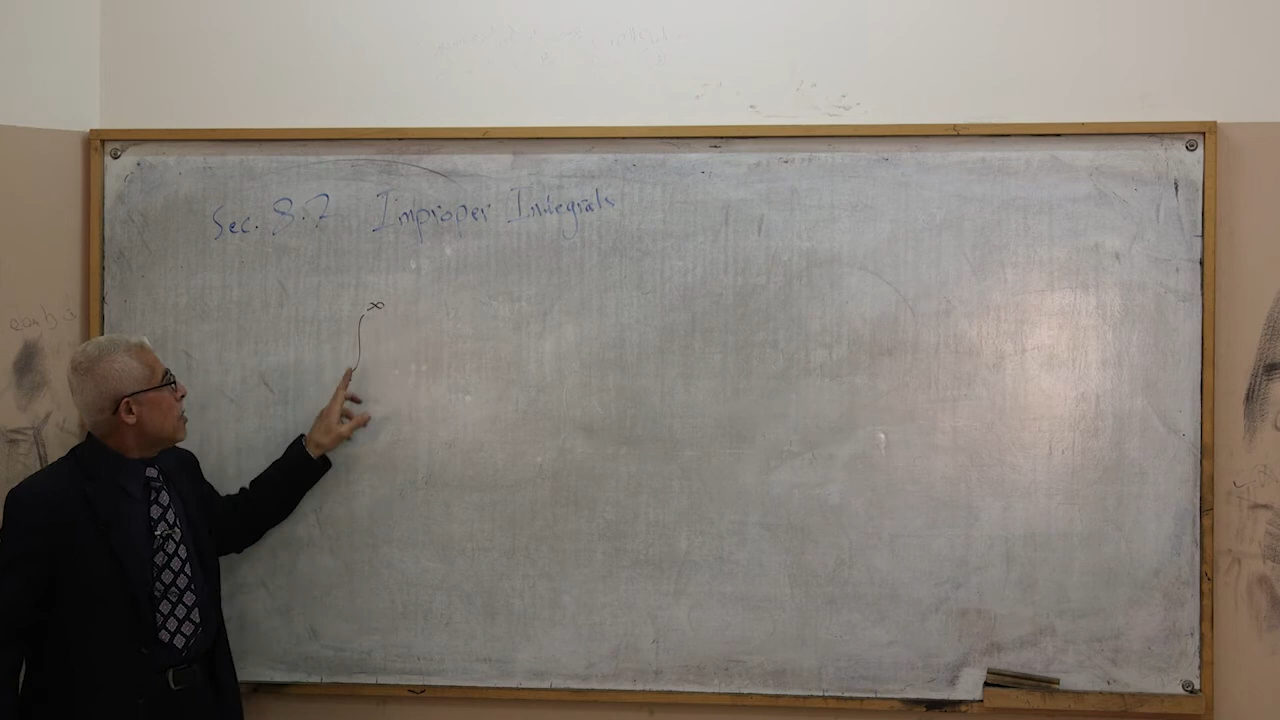 Sec. 8.7 Improper Integrals
∫ ∞